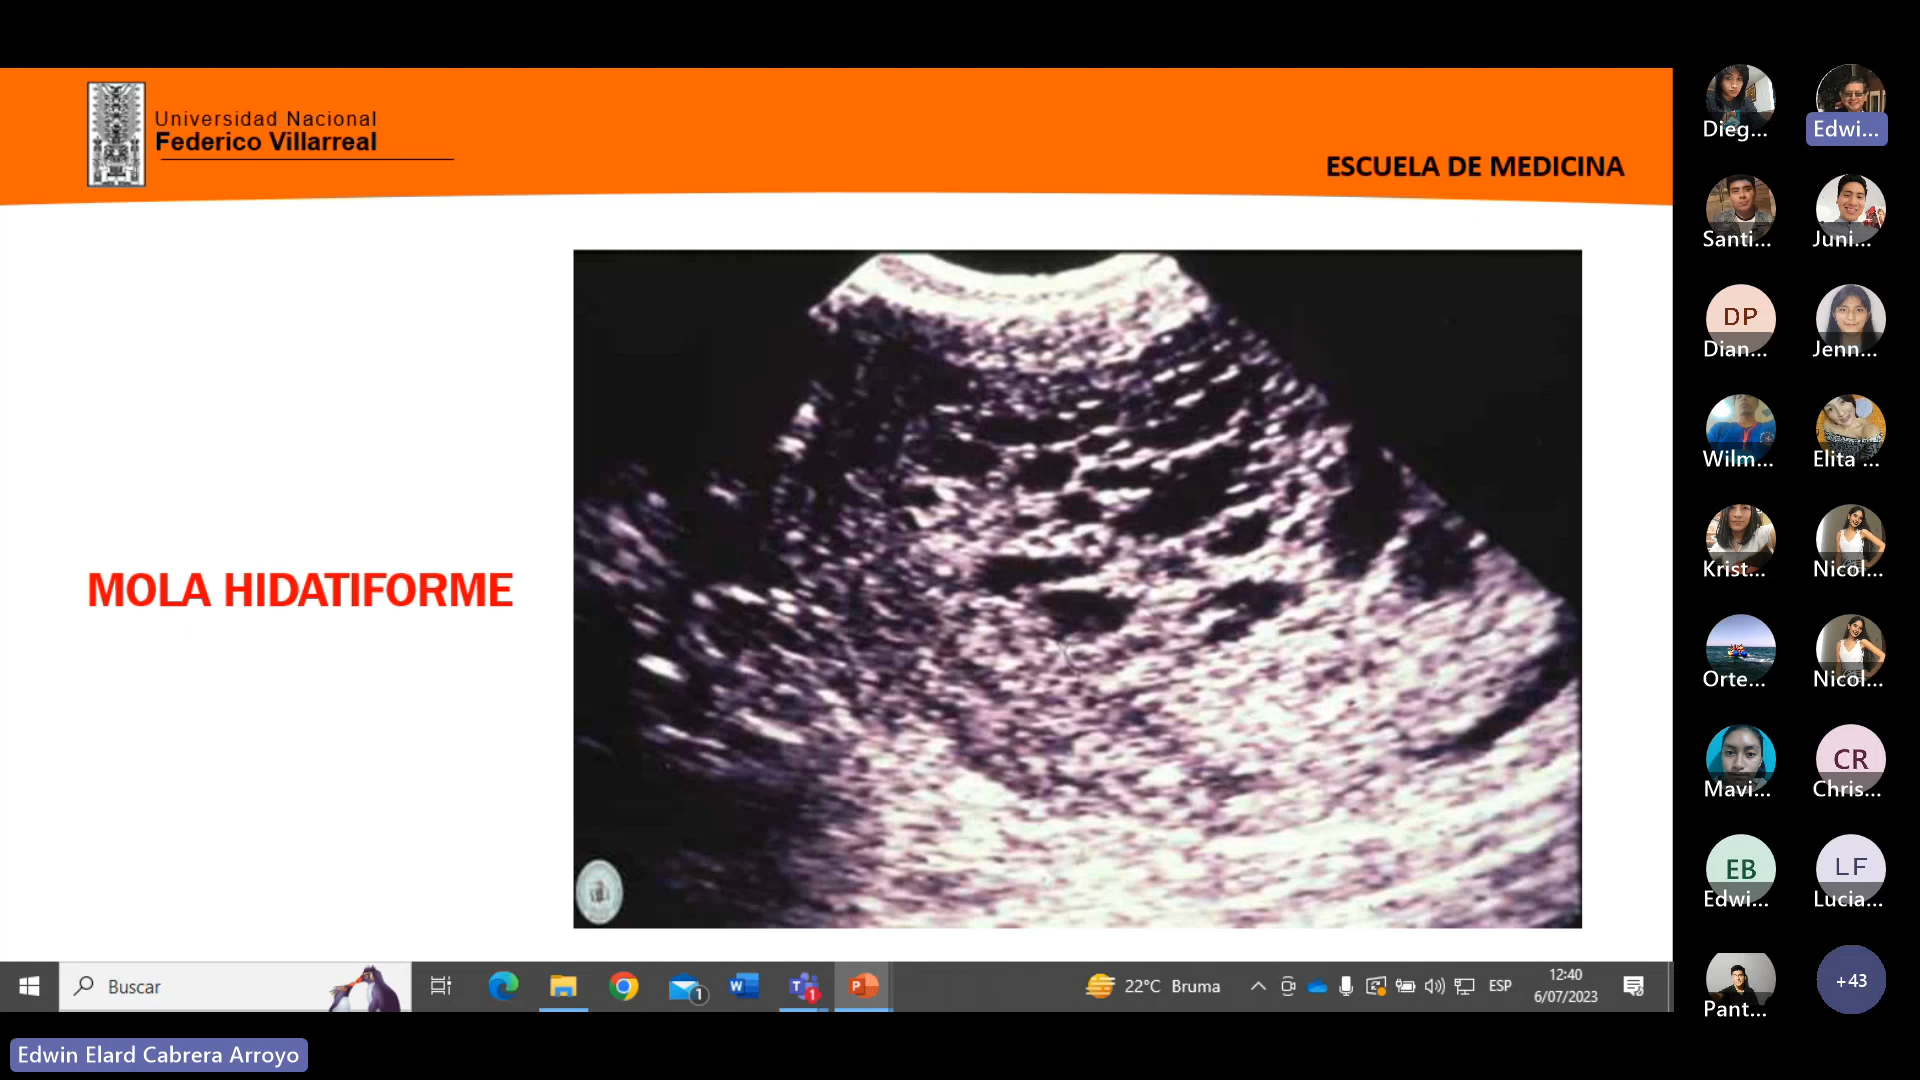 Universidad Nacional
Federico Villarreal
ESCUELA DE MEDICINA
MOLA HIDATIFORME
Dieg...
Edwi...
Santi...
Juni...
DP
Dian...
Jenn...
Wilm...
Elita ...
Krist...
Nicol...
Orte...
Nicol...
Mavi...
CR
Chris...
EB
Edwi...
LF
Lucia...
Pant...
+43
Buscar
1
1
22°C Bruma
ESP
12:40
6/07/2023
Edwin Elard Cabrera Arroyo